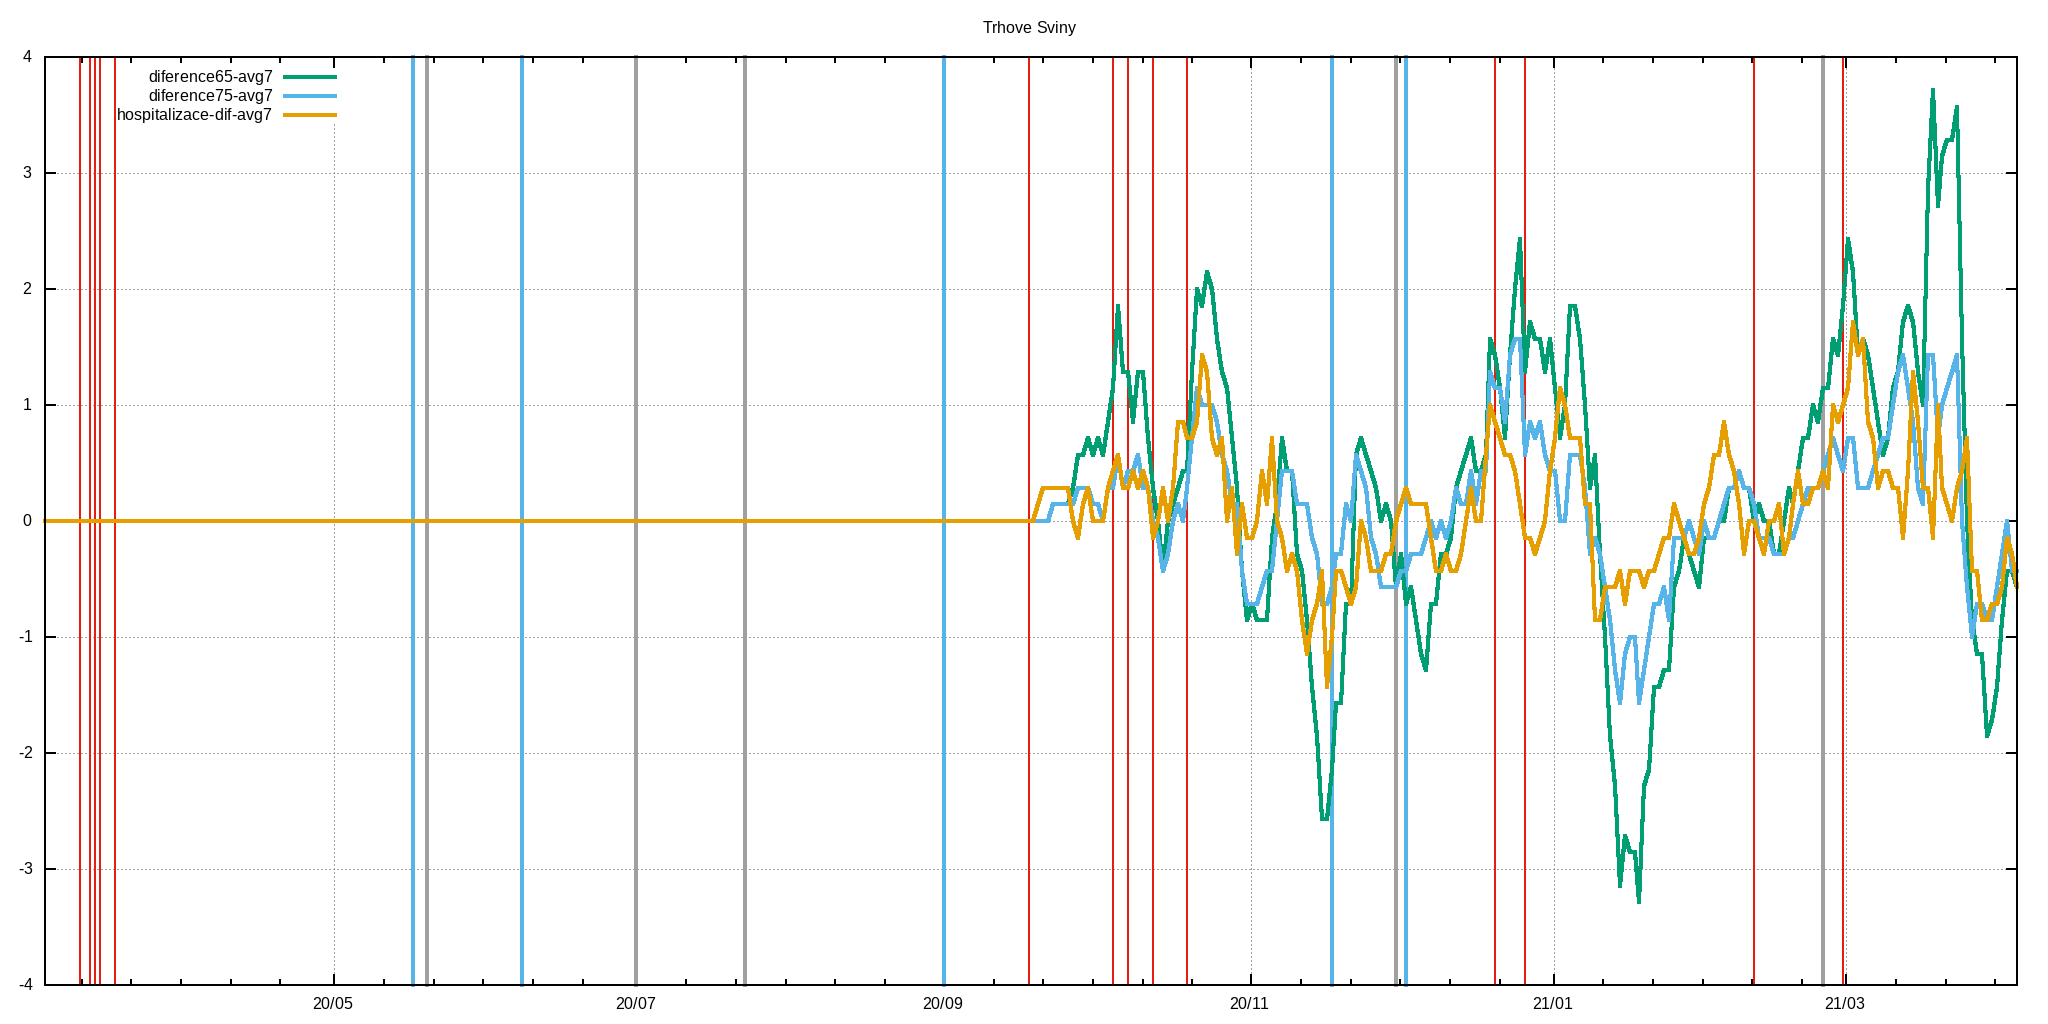 Trhove Sviny
4
diference65-avg7
diference75-avg7
hospitalizace-dif-avg7
3
2
1
0
-1
-2
-3
-4
20/05 20/07 20/09 20/11 21/01 21/03